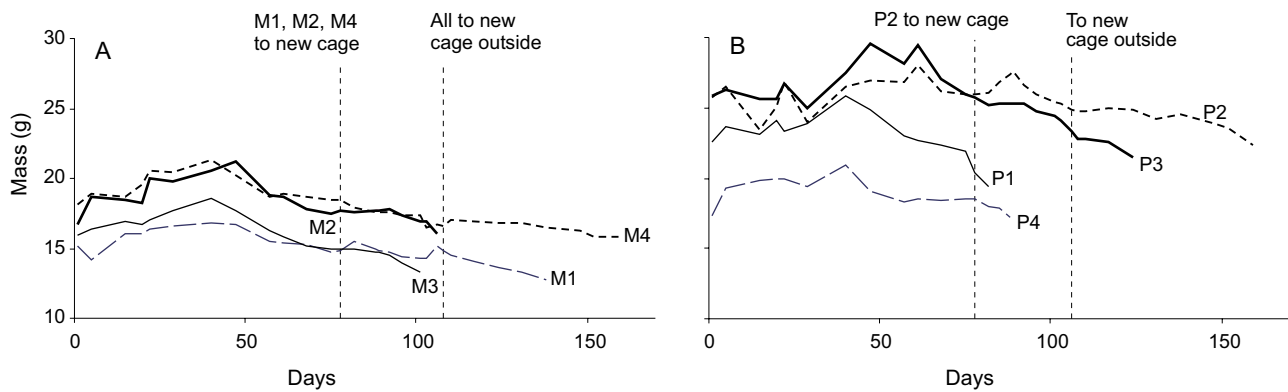 M1, M2, M4
to new cage
All to new
cage outside
P2 to new cage
To new
cage outside
A
B
Mass (g)
30
25
20
15
10
M2
M3
M1
M4
P1
P4
P3
P2
0
50
100
150
0
50
100
150
Days
Days